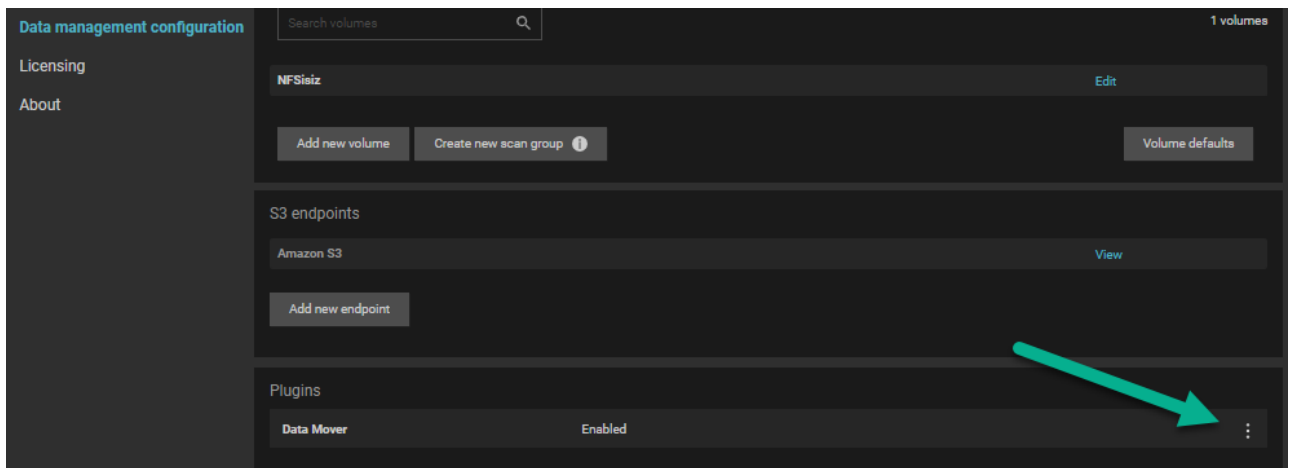 Data management configuration
Licensing
About
Search volumes
1 volumes
NFSisiz
Edit
Add new volume
Create new scan group
Volume defaults
S3 endpoints
Amazon S3
View
Add new endpoint
Plugins
Data Mover
Enabled